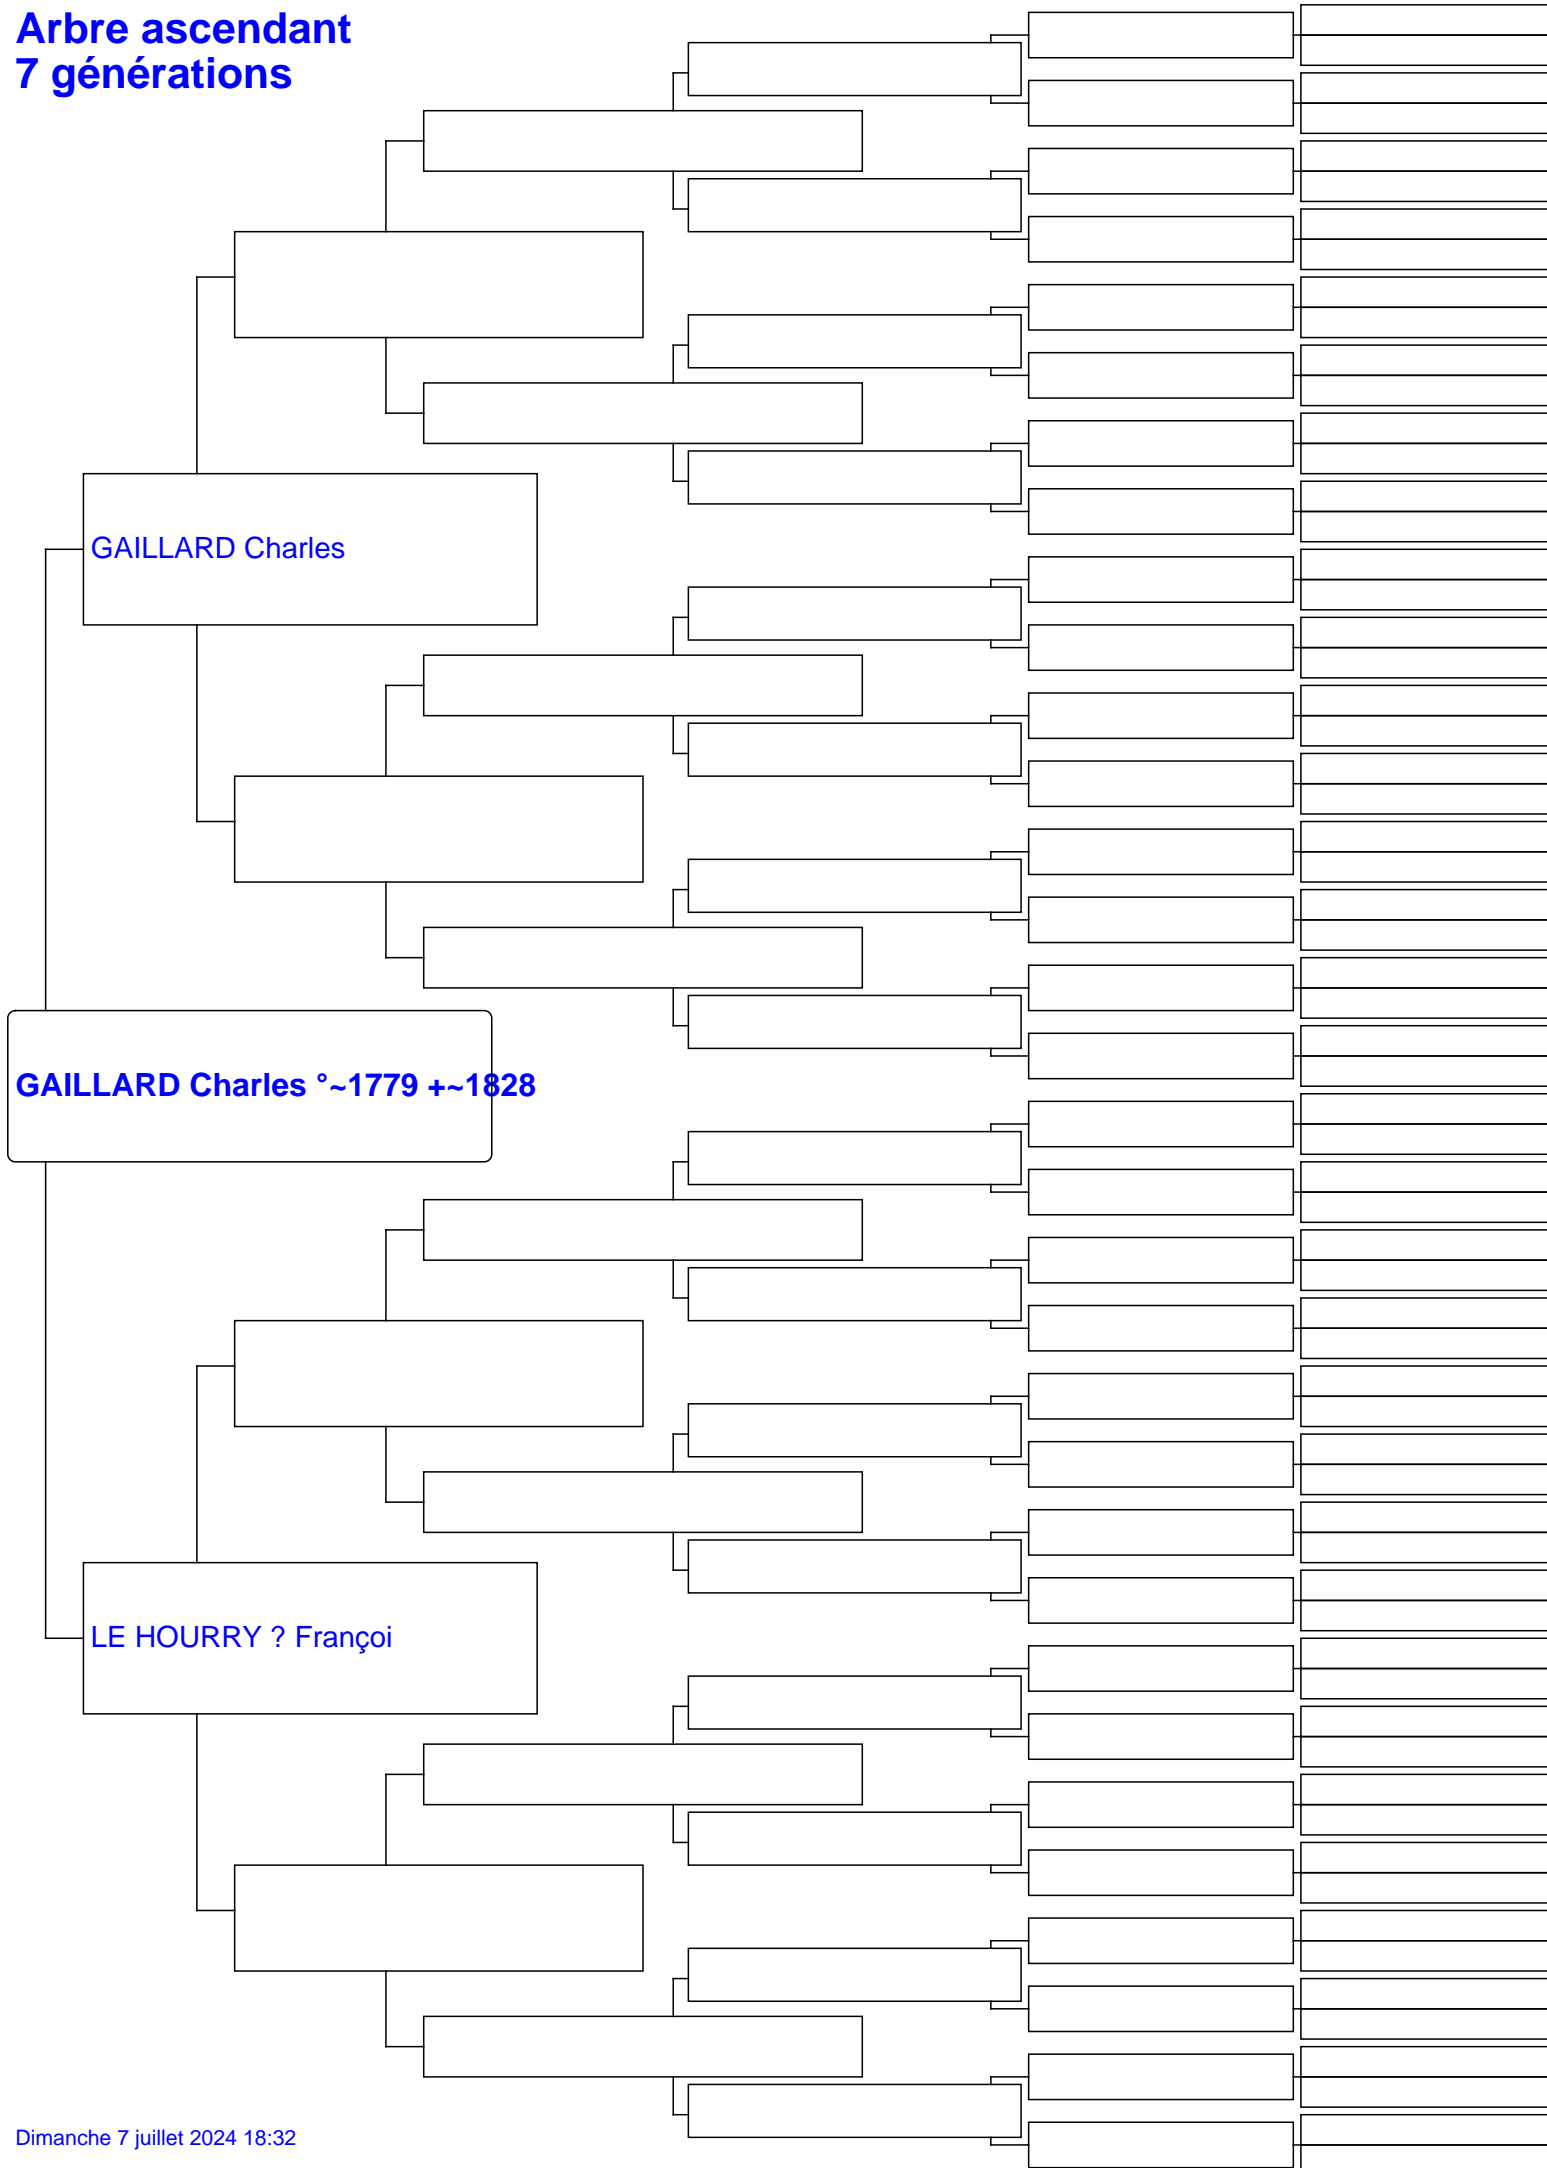 Arbre ascendant
7 générations
GAILLARD Charles
GAILLARD Charles °~1779 +~1828
LE HOURRY ? Françoi
Dimanche 7 juillet 2024 18:32